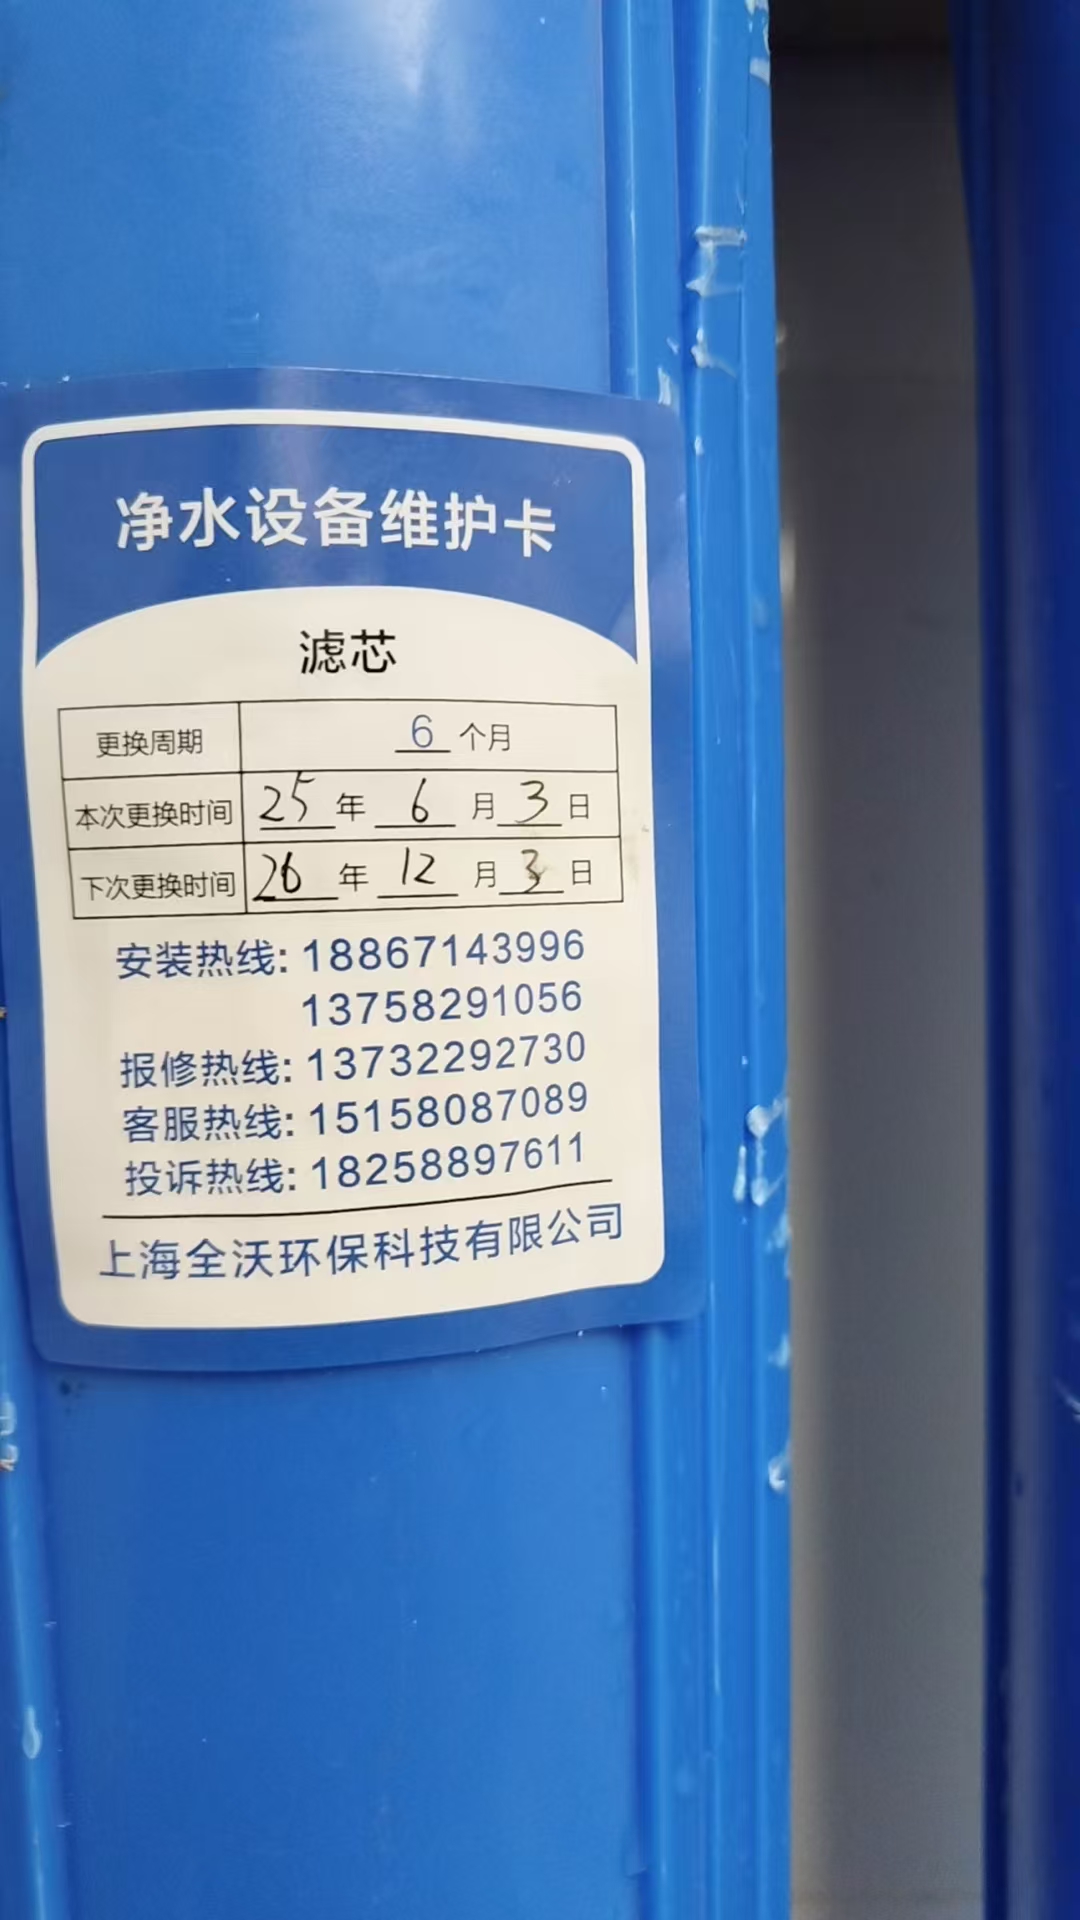 净水设备维护卡
滤芯
更换周期 6 个月
本次更换时间 25 年 6 月 3 日
下次更换时间 26 年 12 月 3 日
安装热线: 18867143996
13758291056
报修热线: 13732292730
客服热线: 15158087089
投诉热线: 18258897611
上海全沃环保科技有限公司